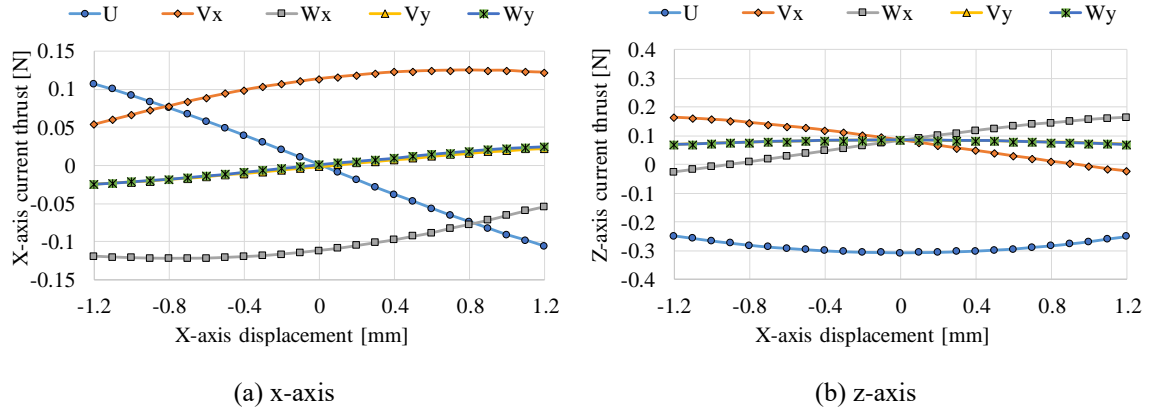 U Vx Wx Vy Wy
X-axis current thrust [N]
0.15
0.1
0.05
0
-0.05
-0.1
-0.15
-1.2 -0.8 -0.4 0 0.4 0.8 1.2
X-axis displacement [mm]
(a) x-axis
U Vx Wx Vy Wy
Z-axis current thrust [N]
0.4
0.3
0.2
0.1
0
-0.1
-0.2
-0.3
-0.4
-1.2 -0.8 -0.4 0 0.4 0.8 1.2
X-axis displacement [mm]
(b) z-axis